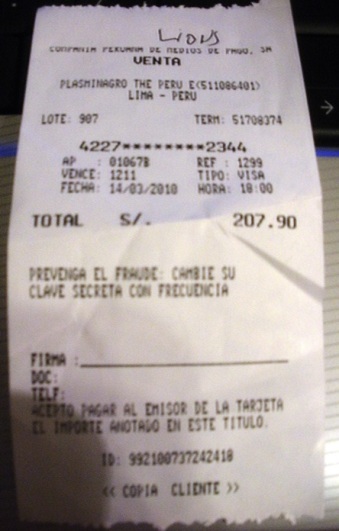 LIONS
COMPAÑIA PERUANA DE MEDIOS DE PAGO, SA
VENTA
PLASMINAGRO THE PERU E(511086401)
LIMA - PERU
LOTE: 907 TERM: 51708374
4227********2344
AP : 010678 REF : 1299
VENCE: 1211 TIPO: VISA
FECHA: 14/03/2010 HORA: 18:00
TOTAL S/. 207.90
PREVENGA EL FRAUDE: CAMBIE SU
CLAVE SECRETA CON FRECUENCIA
FIRMA :
DOC:
TELF:
ACEPTO PAGAR AL EMISOR DE LA TARJETA
EL IMPORTE ANOTADO EN ESTE TITULO.
ID: 992100737242418
<< COPIA CLIENTE >>